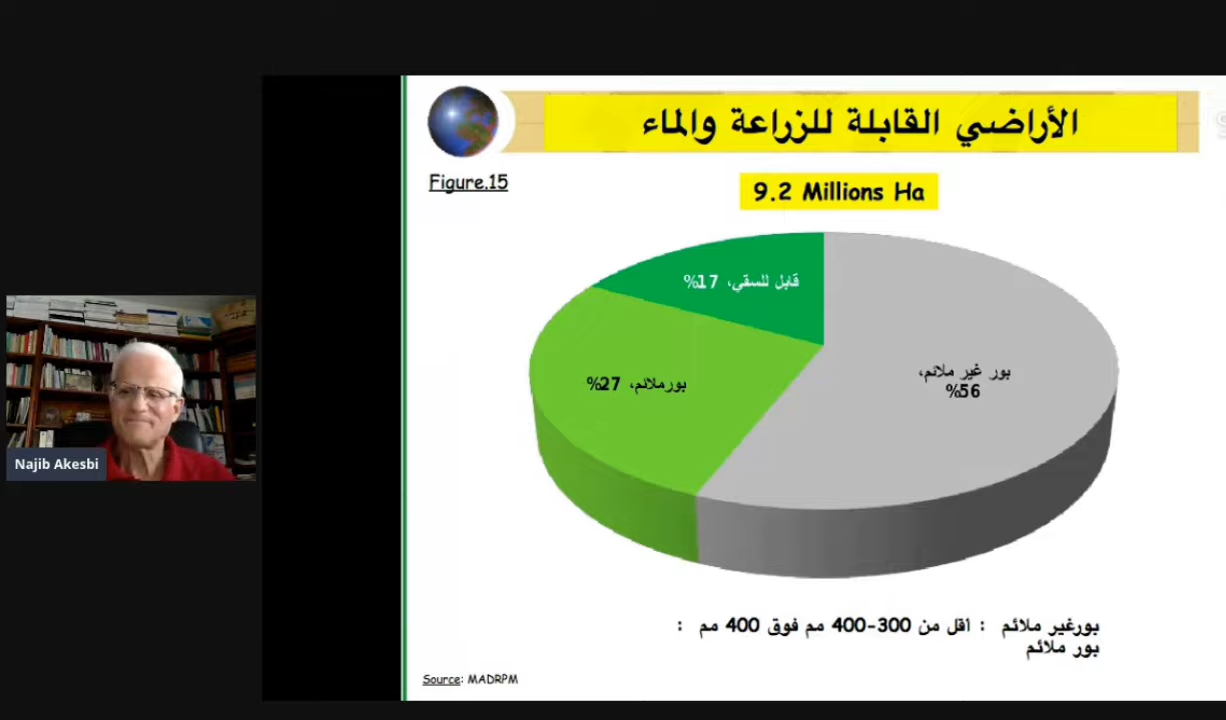 الأراضي القابلة للزراعة والماء
Figure.15
9.2 Millions Ha
قابل للسقي، 17%
بور غير ملائم،
56%
بورملائم، 27%
Najib Akesbi
بورغير ملائم : اقل من 300-400 مم فوق 400 مم :
بور ملائم
Source: MADRPM